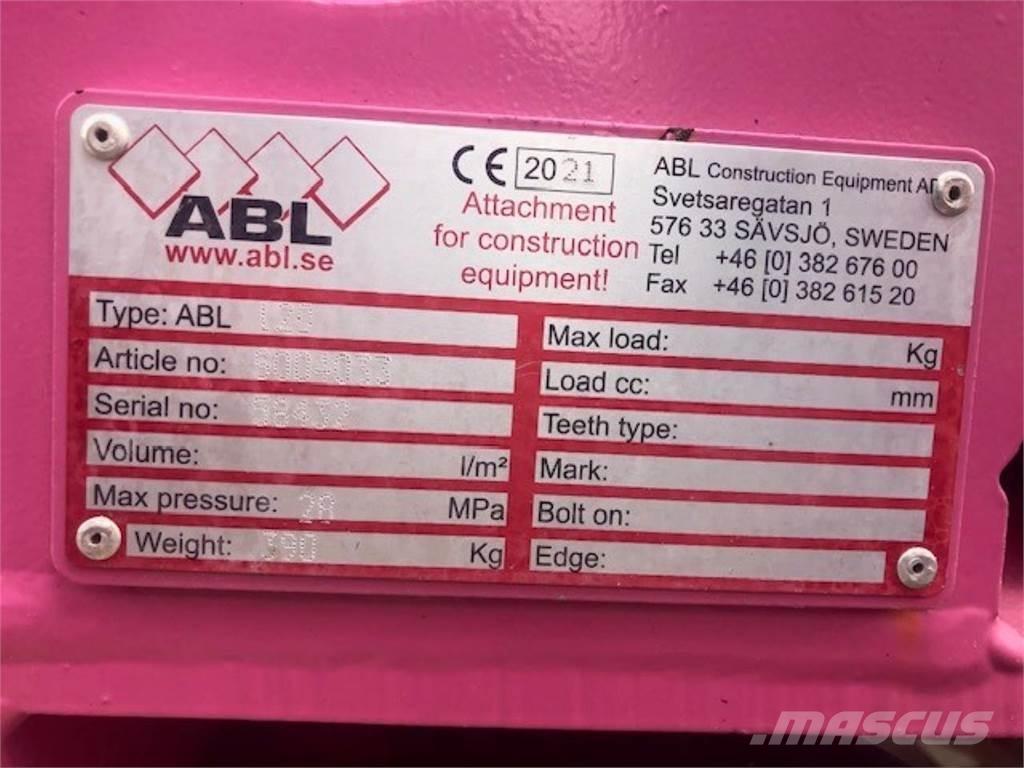 ABL
www.abl.se
CE 2021
Attachment
for construction
equipment!
ABL Construction Equipment
Svetsaregatan 1
576 33 SÄVSJÖ, SWEDEN
Tel +46 [0] 382 676 00
Fax +46 [0] 382 615 20
Type: ABL L20
Article no:
Serial no:
Volume: l/m²
Max pressure: MPa
Weight: 390 Kg
Max load: Kg
Load cc: mm
Teeth type:
Mark:
Bolt on:
Edge:
MASCUS